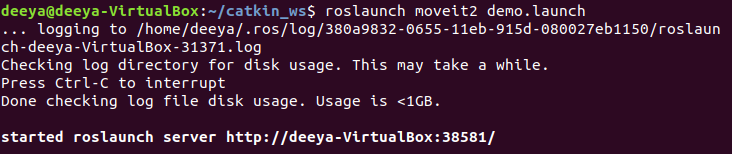 deeya@deeya-VirtualBox:~/catkin_ws$ roslaunch moveit2 demo.launch
... logging to /home/deeya/.ros/log/380a9832-0655-11eb-915d-080027eb1150/roslaun
ch-deeya-VirtualBox-31371.log
Checking log directory for disk usage. This may take a while.
Press Ctrl-C to interrupt
Done checking log file disk usage. Usage is <1GB.
started roslaunch server http://deeya-VirtualBox:38581/